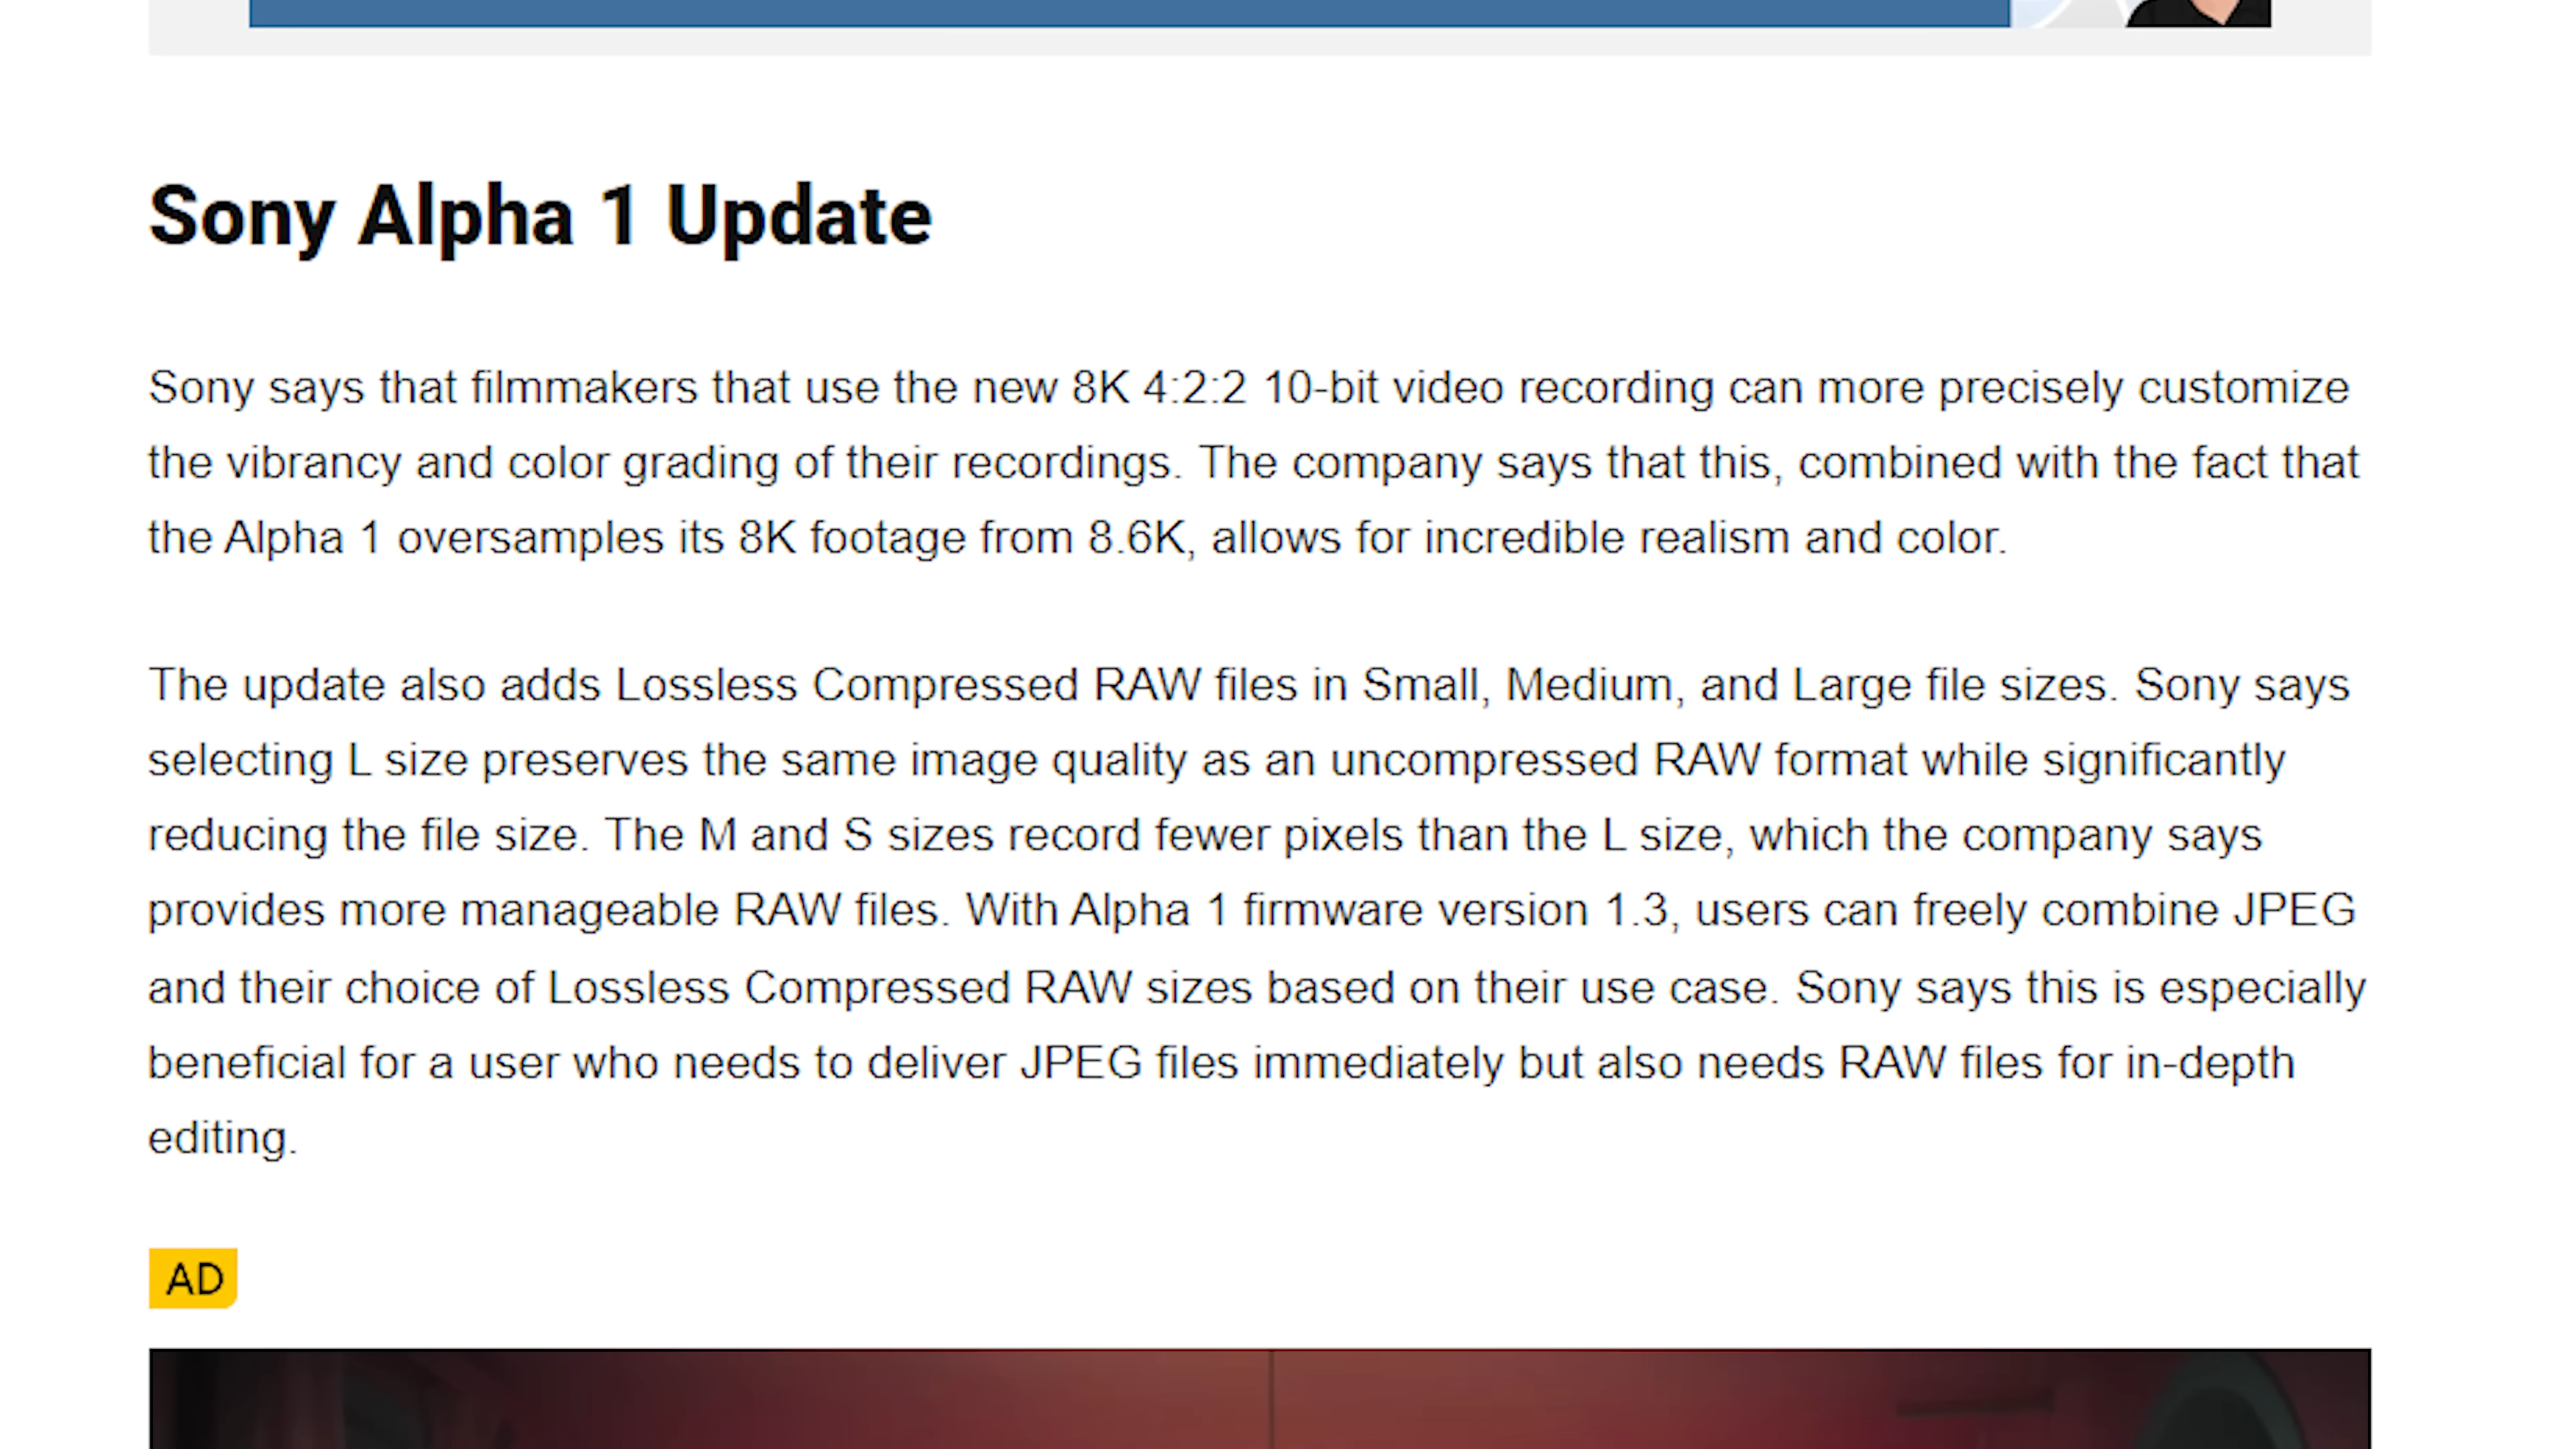 Sony Alpha 1 Update
Sony says that filmmakers that use the new 8K 4:2:2 10-bit video recording can more precisely customize
the vibrancy and color grading of their recordings. The company says that this, combined with the fact that
the Alpha 1 oversamples its 8K footage from 8.6K, allows for incredible realism and color.
The update also adds Lossless Compressed RAW files in Small, Medium, and Large file sizes. Sony says
selecting L size preserves the same image quality as an uncompressed RAW format while significantly
reducing the file size. The M and S sizes record fewer pixels than the L size, which the company says
provides more manageable RAW files. With Alpha 1 firmware version 1.3, users can freely combine JPEG
and their choice of Lossless Compressed RAW sizes based on their use case. Sony says this is especially
beneficial for a user who needs to deliver JPEG files immediately but also needs RAW files for in-depth
editing.
AD